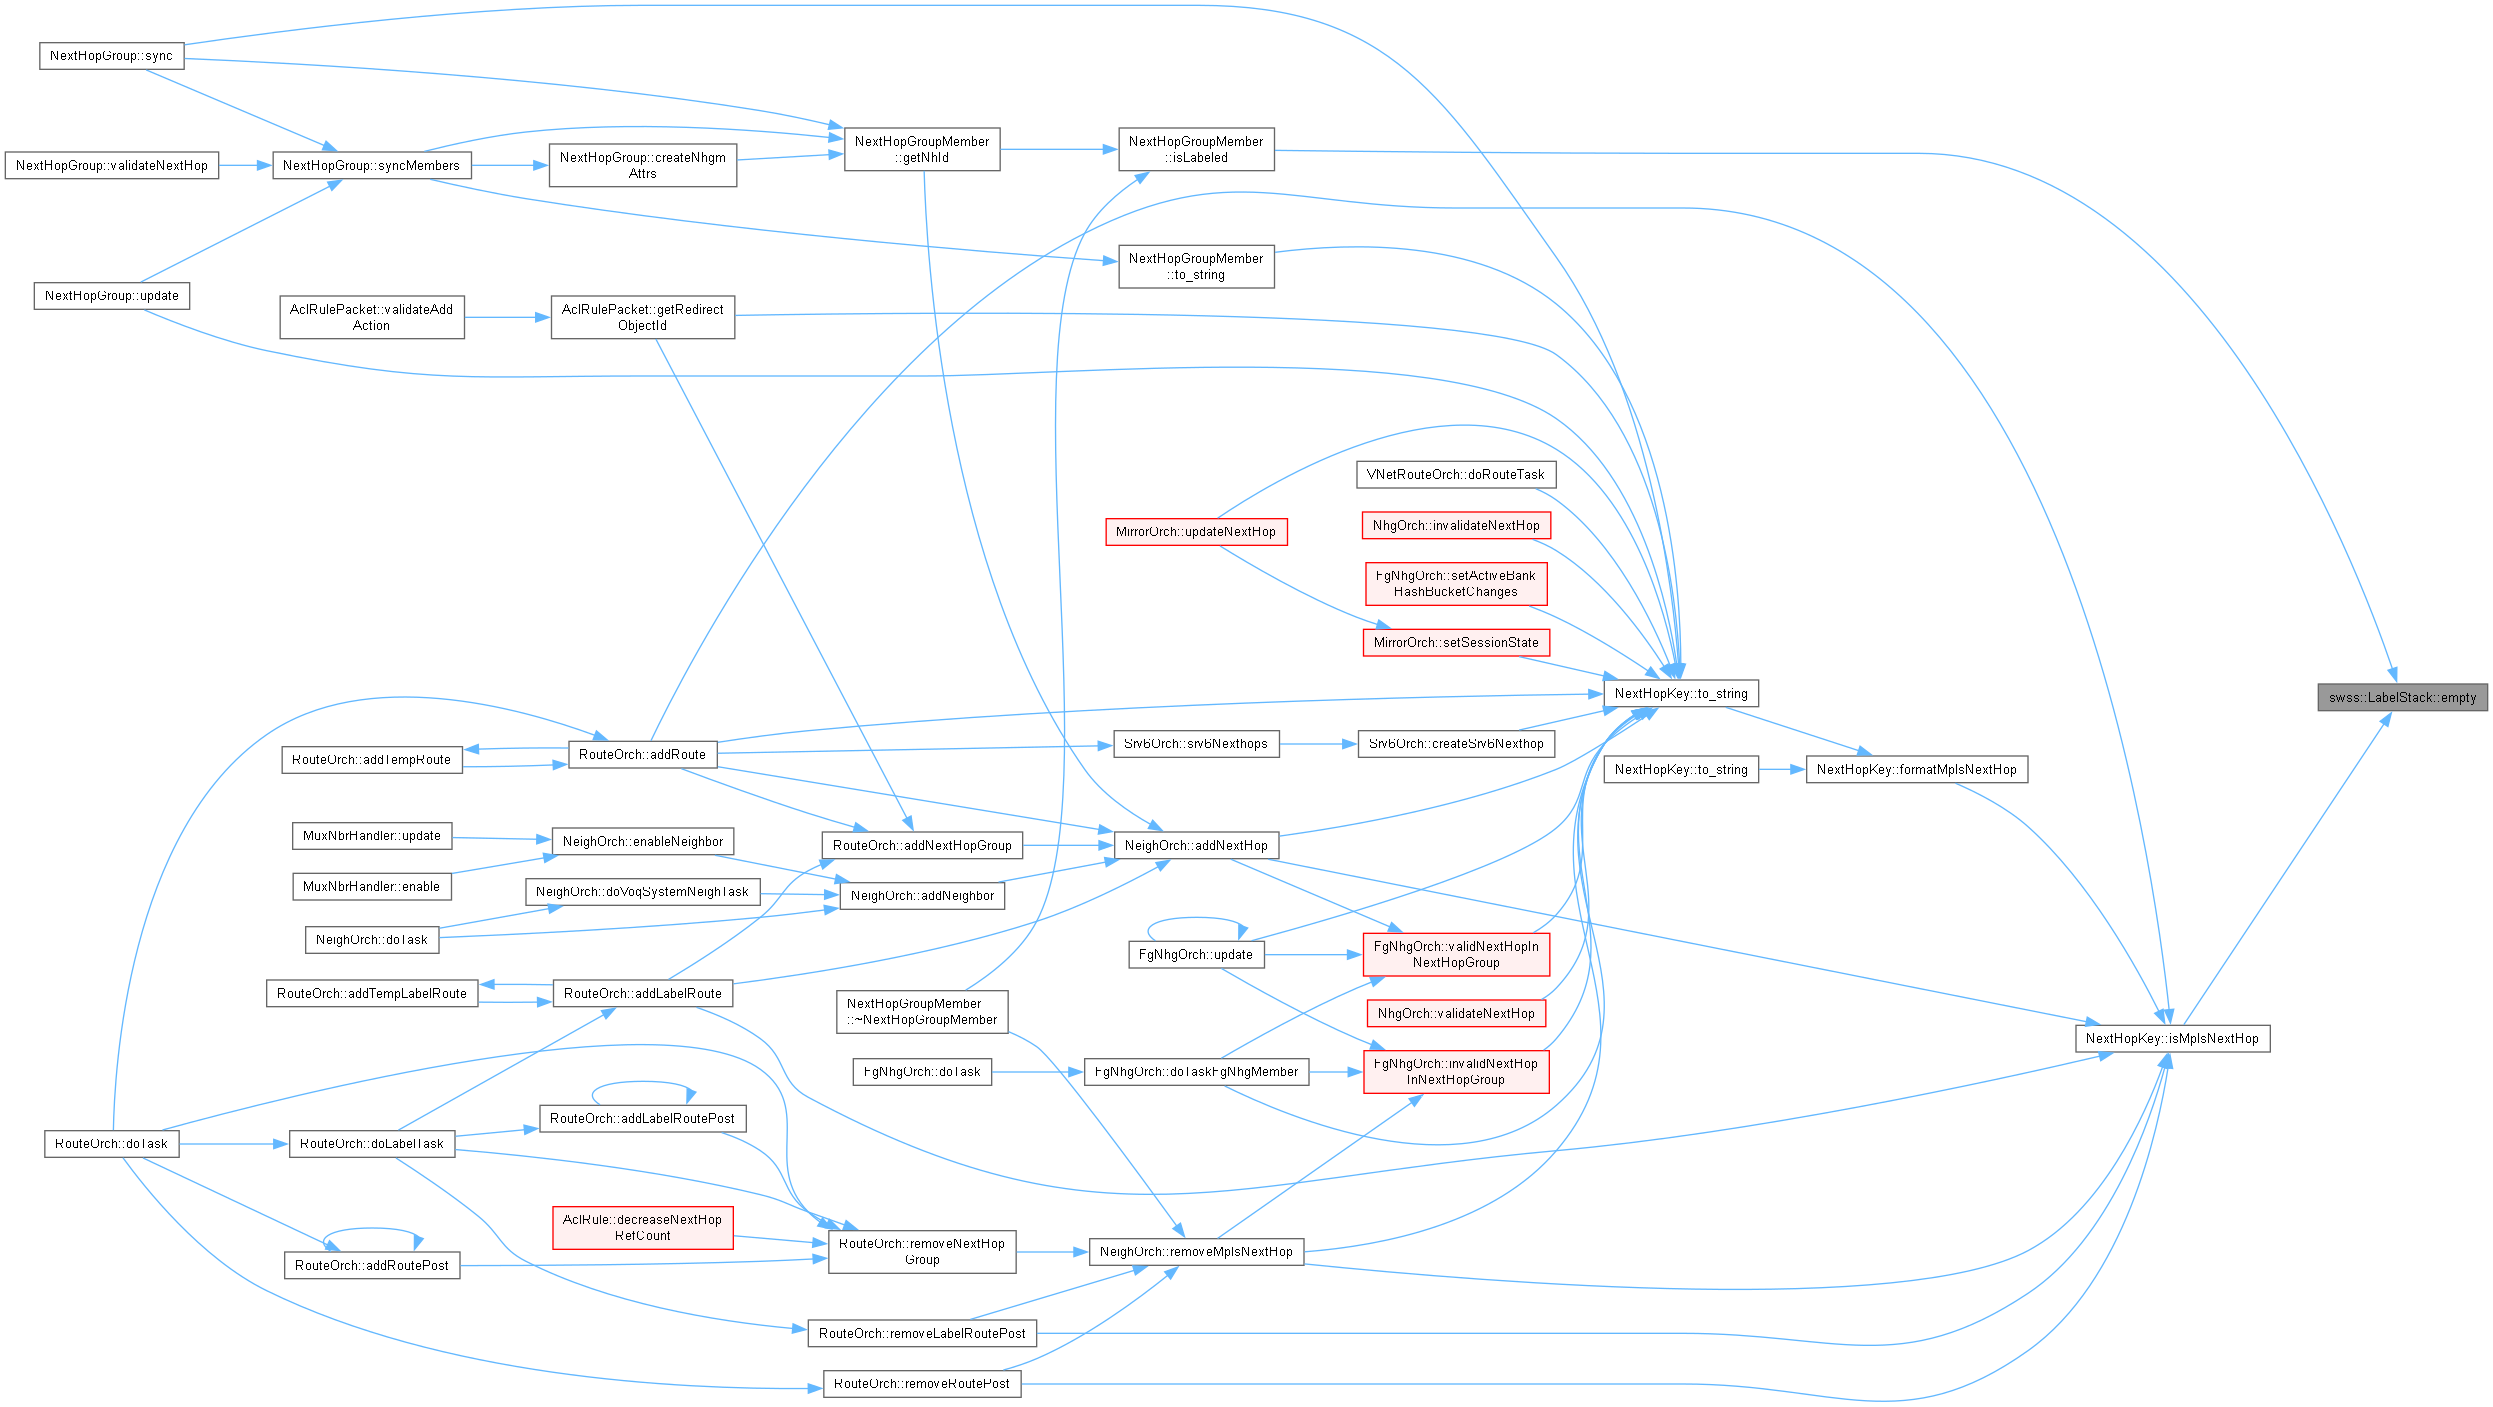 NextHopGroup::sync
NextHopGroup::validateNextHop
NextHopGroup::update
NextHopGroup::syncMembers
AclRulePacket::validateAdd
Action
NextHopGroup::createNhgm
Attrs
AclRulePacket::getRedirect
ObjectId
NextHopGroupMember
::getNhId
NextHopGroupMember
::isLabeled
NextHopGroupMember
::to_string
VNetRouteOrch::doRouteTask
MirrorOrch::updateNextHop
NhgOrch::invalidateNextHop
FgNhgOrch::setActiveBank
HashBucketChanges
MirrorOrch::setSessionState
NextHopKey::to_string
swss::LabelStack::empty
RouteOrch::addTempRoute
RouteOrch::addRoute
Srv6Orch::srv6Nexthops
Srv6Orch::createSrv6Nexthop
NextHopKey::to_string
NextHopKey::formatMplsNextHop
MuxNbrHandler::update
NeighOrch::enableNeighbor
RouteOrch::addNextHopGroup
NeighOrch::addNextHop
MuxNbrHandler::enable
NeighOrch::doVoqSystemNeighTask
NeighOrch::addNeighbor
NeighOrch::doTask
FgNhgOrch::update
FgNhgOrch::validNextHopIn
NextHopGroup
RouteOrch::addTempLabelRoute
RouteOrch::addLabelRoute
NextHopGroupMember
::~NextHopGroupMember
NhgOrch::validateNextHop
NextHopKey::isMplsNextHop
FgNhgOrch::doTask
FgNhgOrch::doTaskFgNhgMember
FgNhgOrch::invalidNextHop
InNextHopGroup
RouteOrch::addLabelRoutePost
RouteOrch::doTask
RouteOrch::doLabelTask
AclRule::decreaseNextHop
RefCount
RouteOrch::addRoutePost
RouteOrch::removeNextHop
Group
NeighOrch::removeMplsNextHop
RouteOrch::removeLabelRoutePost
RouteOrch::removeRoutePost